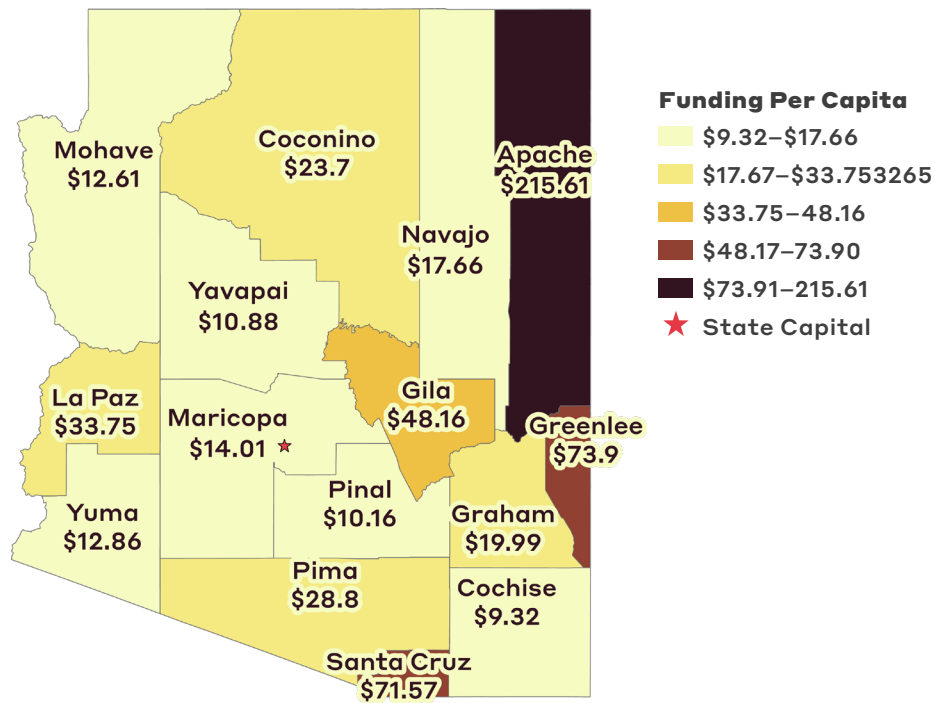 Funding Per Capita
$9.32–$17.66
$17.67–$33.753265
$33.75–48.16
$48.17–73.90
$73.91–215.61
State Capital
Mohave
$12.61
Coconino
$23.7
Apache
$215.61
Navajo
$17.66
Yavapai
$10.88
La Paz
$33.75
Maricopa
$14.01
Gila
$48.16
Greenlee
$73.9
Yuma
$12.86
Pinal
$10.16
Graham
$19.99
Pima
$28.8
Cochise
$9.32
Santa Cruz
$71.57